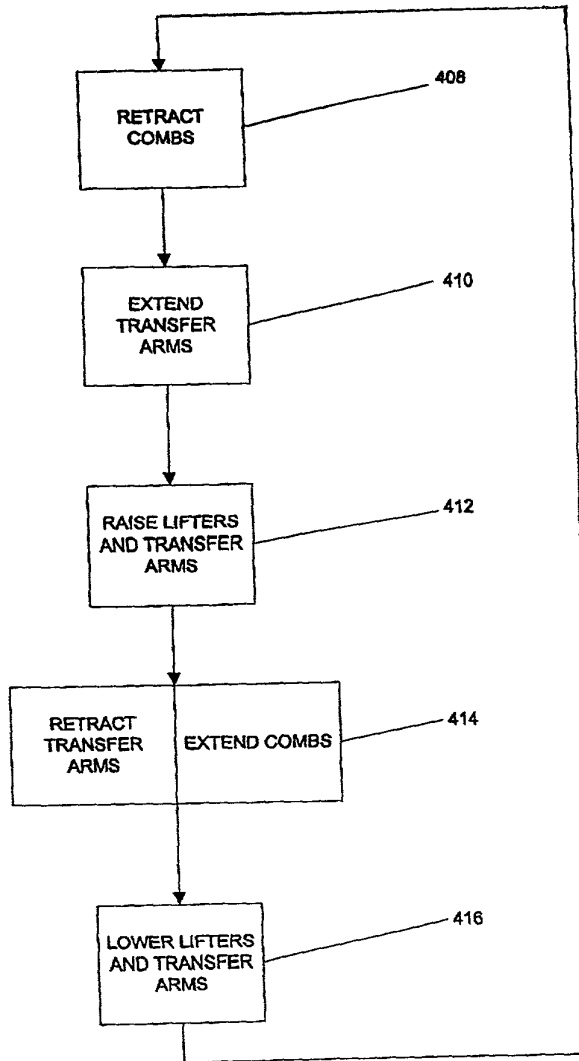 408
RETRACT
COMBS
410
EXTEND
TRANSFER
ARMS
412
RAISE LIFTERS
AND TRANSFER
ARMS
RETRACT
TRANSFER
ARMS
EXTEND COMBS
414
416
LOWER LIFTERS
AND TRANSFER
ARMS